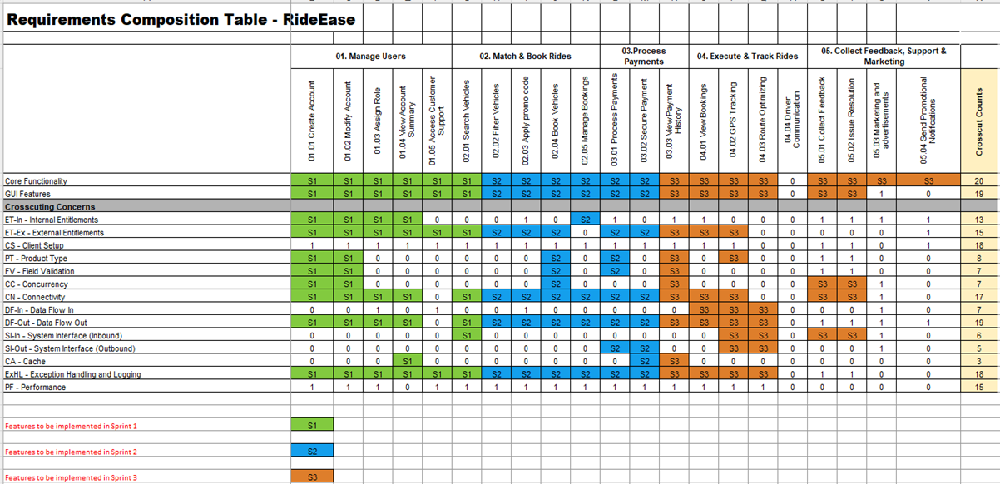 Requirements Composition Table - RideEase
01. Manage Users 02. Match & Book Rides 03.Process Payments 04. Execute & Track Rides 05. Collect Feedback, Support & Marketing
01.01 Create Account
01.02 Modify Account
01.03 Assign Role
01.04 View Account Summary
01.05 Access Customer Support
02.01 Search Vehicles
02.02 Filter Vehicles
02.03 Apply promo code
02.04 Book Vehicles
02.05 Manage Bookings
03.01 Process Payments
03.02 Secure Payment
03.03 View Payment History
04.01 View Bookings
04.02 GPS Tracking
04.03 Route Optimizing
04.04 Driver Communication
05.01 Collect Feedback
05.02 Issue Resolution
05.03 Marketing and advertisements
05.04 Send Promotional Notifications
Crosscut Counts
Core Functionality S1 S1 S1 S1 S1 S1 S2 S2 S2 S2 S2 S2 S3 S3 S3 S3 0 S3 S3 S3 S3 20
GUI Features S1 S1 S1 S1 S1 S1 S2 S2 S2 S2 S2 S2 S3 S3 S3 S3 0 S3 S3 1 0 19
Crosscuting Concerns
ET-In - Internal Entitlements S1 S1 S1 S1 0 0 0 1 0 S2 1 0 1 1 0 0 0 1 1 1 1 13
ET-Ex - External Entitlements S1 S1 S1 S1 S1 S1 S2 S2 S2 0 S2 S2 S3 S3 S3 0 0 0 0 0 1 15
CS - Client Setup 1 1 1 1 1 1 1 1 1 1 1 1 1 1 1 0 0 1 1 1 0 18
PT - Product Type S1 S1 0 0 0 0 0 0 S2 0 S2 0 S3 0 S3 0 0 1 1 0 0 8
FV - Field Validation S1 S1 0 0 0 0 0 0 S2 0 S2 0 S3 0 0 0 0 1 1 0 0 7
CC - Concurrency S1 S1 0 0 0 0 0 0 S2 0 0 0 S3 0 0 0 0 S3 S3 1 0 7
CN - Connectivity S1 S1 S1 S1 0 S1 S2 S2 S2 S2 S2 S2 S3 S3 S3 0 0 S3 S3 1 0 17
DF-In - Data Flow In 0 0 1 0 1 0 0 1 0 0 0 0 0 S3 S3 S3 0 0 0 1 0 7
DF-Out - Data Flow Out S1 S1 S1 S1 0 S1 S2 S2 S2 S2 S2 S2 S3 S3 S3 S3 0 1 1 1 1 19
SI-In - System Interface (Inbound) 0 0 0 0 0 S1 0 0 0 0 0 0 0 0 S3 S3 0 S3 S3 1 0 6
SI-Out - System Interface (Outbound) 0 0 0 0 0 0 0 0 0 0 S2 S2 0 0 S3 S3 0 0 0 1 0 5
CA - Cache 0 0 0 S1 0 0 0 0 0 0 0 S2 S3 0 0 0 0 0 0 0 0 3
ExHL - Exception Handling and Logging S1 S1 S1 S1 S1 S1 S2 S2 S2 S2 S2 S2 S3 S3 S3 S3 0 1 1 0 0 18
PF - Performance 1 1 1 0 1 1 1 1 1 1 1 1 1 1 1 1 0 0 0 0 0 15
Features to be implemented in Sprint 1 S1
Features to be implemented in Sprint 2 S2
Features to be implemented in Sprint 3 S3